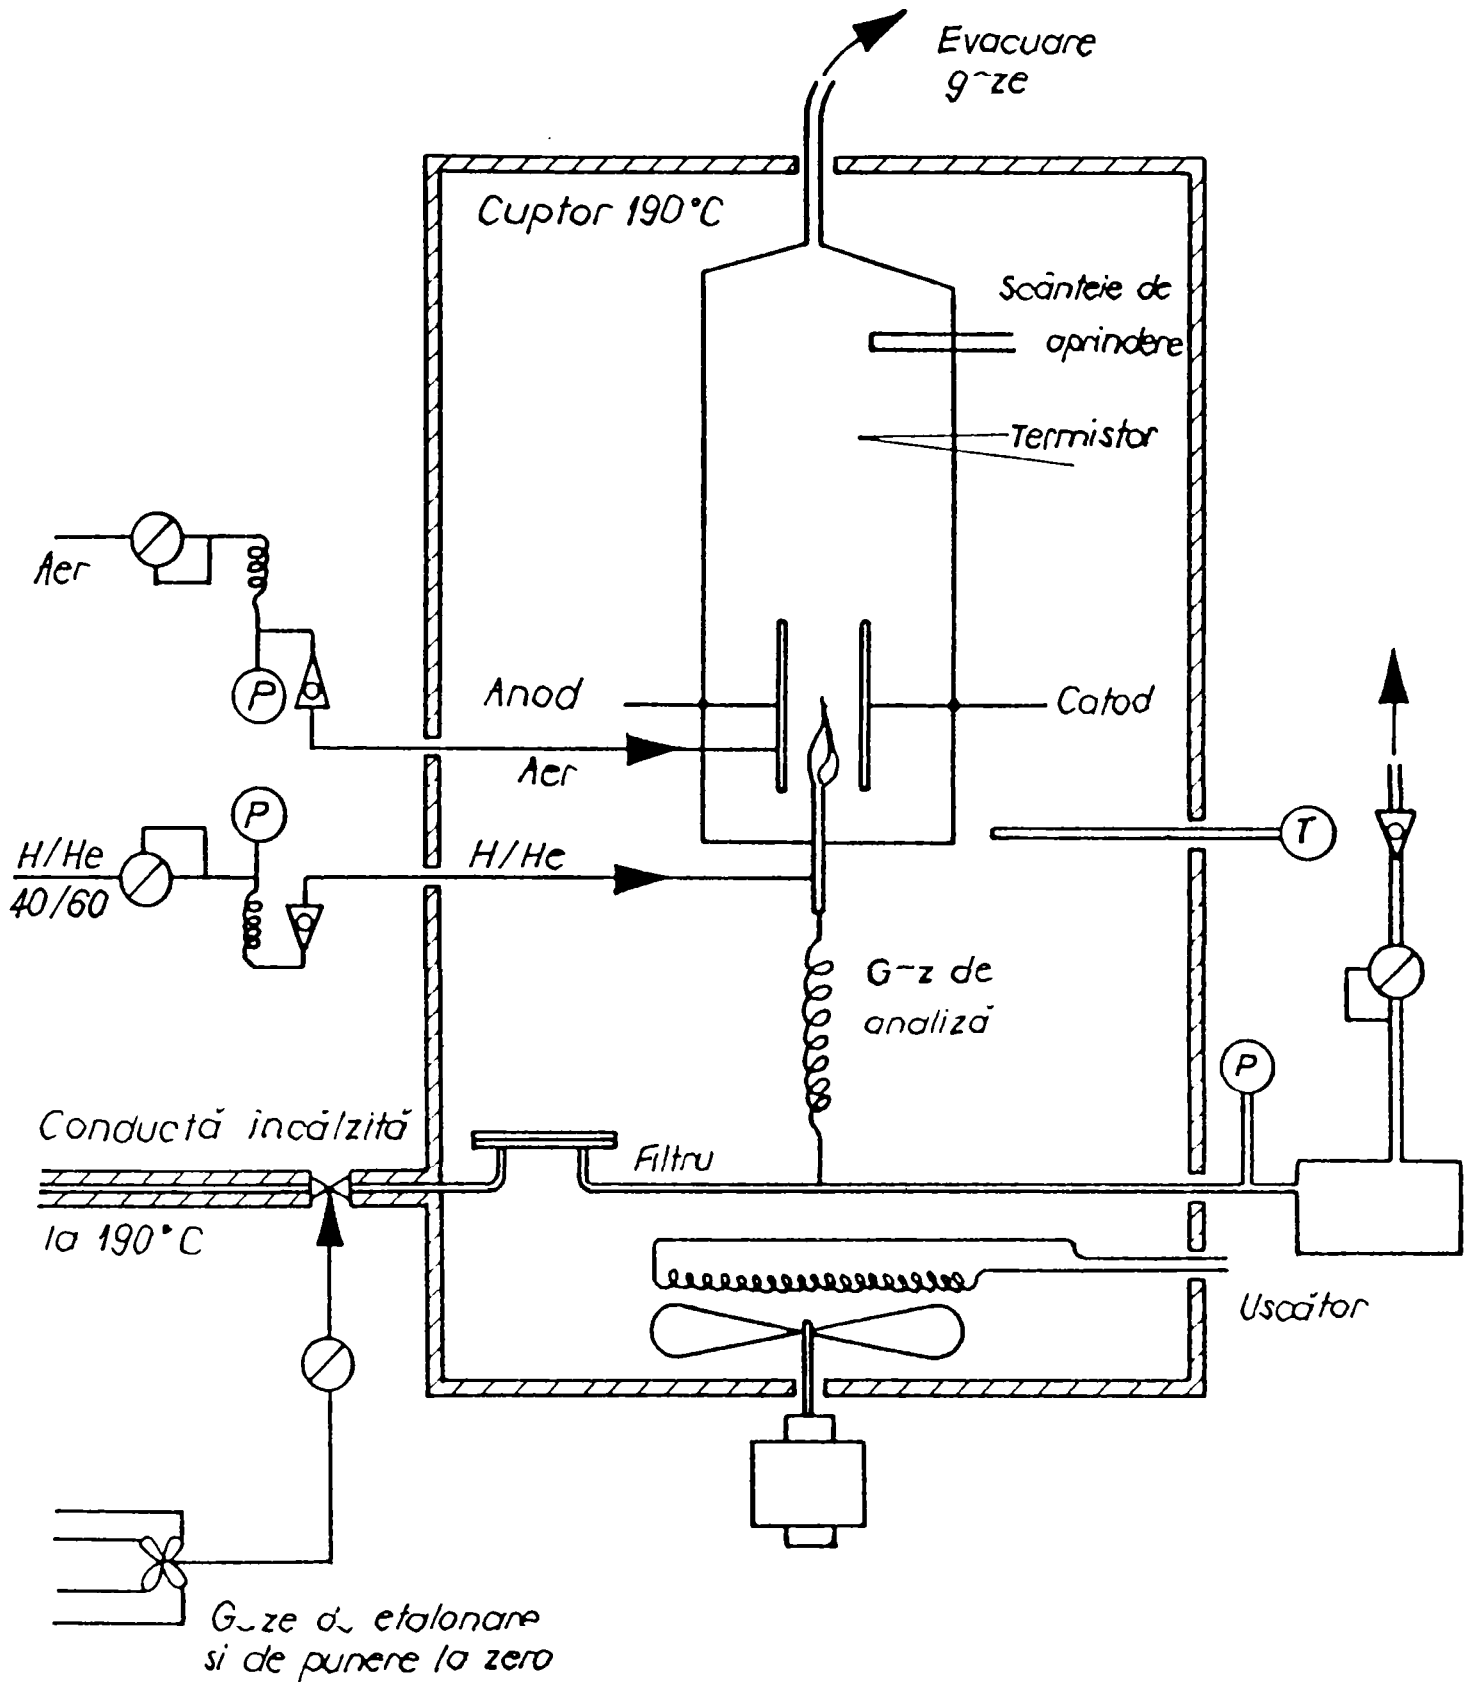 Evacuare
g~ze
Cuptor 190°C
Scânteie de
aprindere
Termistor
Aer
P
Anod
Catod
Aer
P
H/He
40/60
H/He
T
G~z de
analiză
P
Conductă încălzită
Filtru
la 190°C
Uscător
G~ze d~ etalonare
si de punere la zero